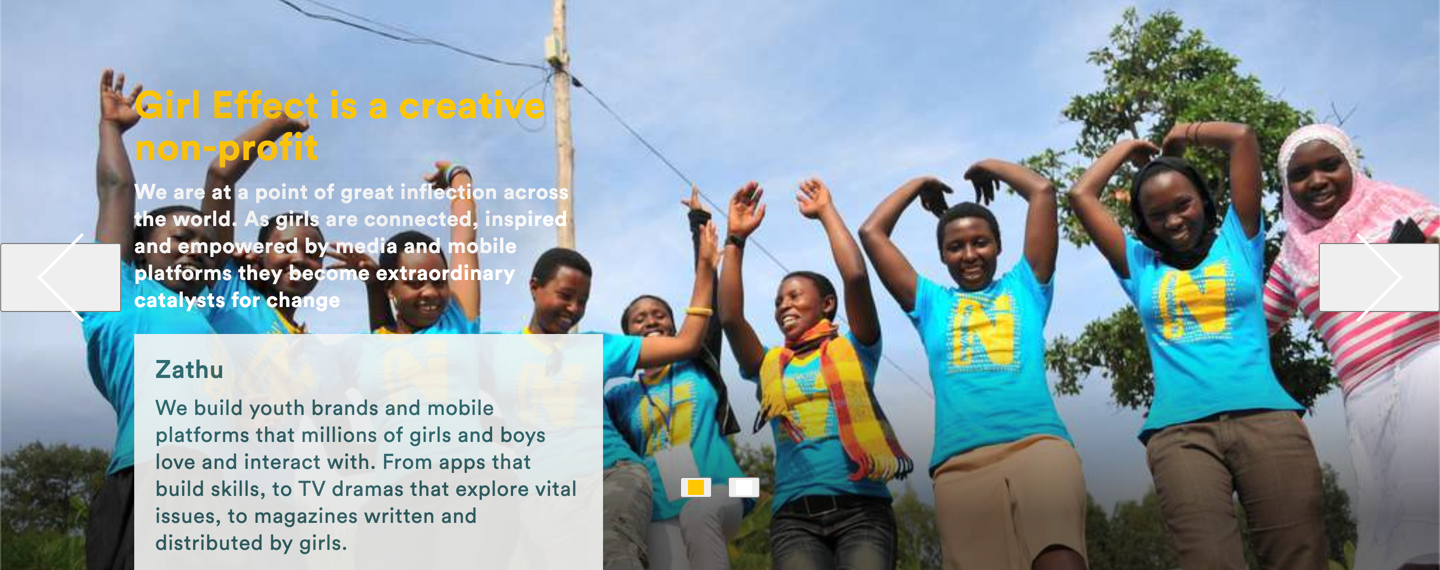 Girl Effect is a creative
non-profit
We are at a point of great inflection across
the world. As girls are connected, inspired
and empowered by media and mobile
platforms they become extraordinary
catalysts for change
Zathu
We build youth brands and mobile
platforms that millions of girls and boys
love and interact with. From apps that
build skills, to TV dramas that explore vital
issues, to magazines written and
distributed by girls.
N
N
N
N